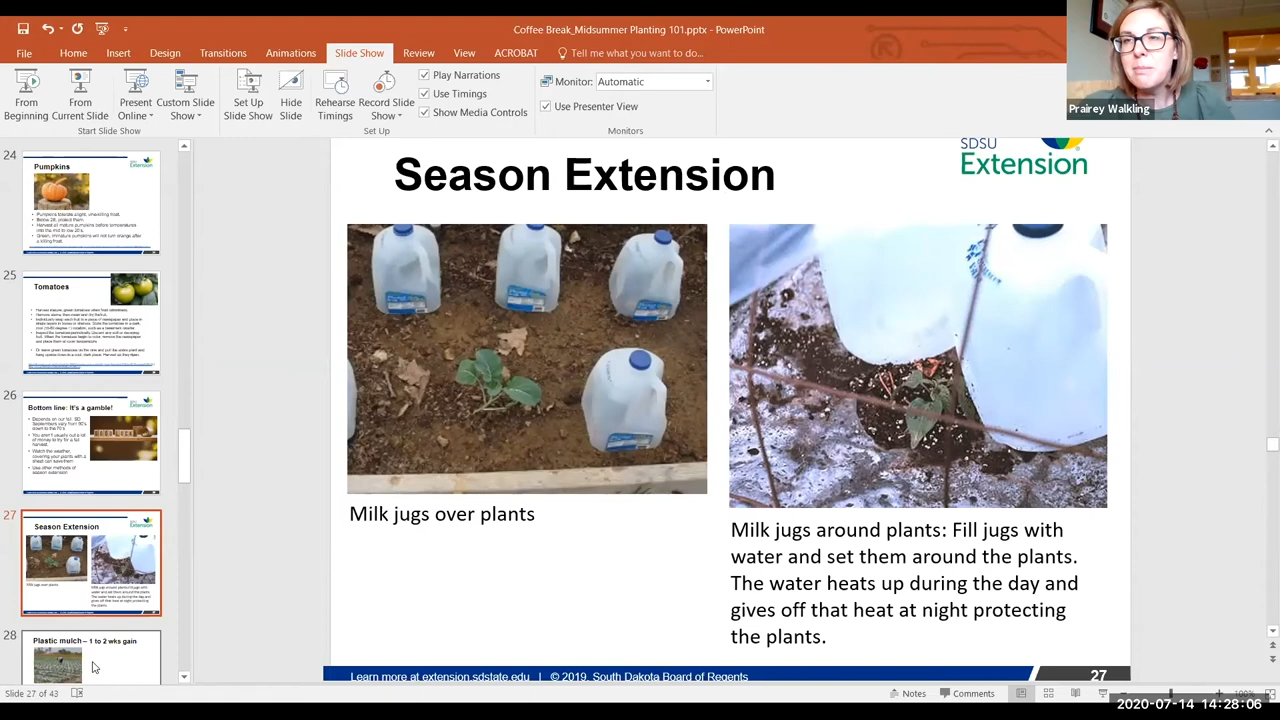 Coffee Break_Midsummer Planting 101.pptx - PowerPoint
File Home Insert Design Transitions Animations Slide Show Review View ACROBAT Tell me what you want to do...
From Beginning
From Current Slide
Present Online
Custom Slide Show
Start Slide Show
Set Up Slide Show
Hide Slide
Rehearse Timings
Record Slide Show
Play Narrations
Use Timings
Show Media Controls
Set Up
Monitor: Automatic
Use Presenter View
Monitors
Prairey Walkling
24
Pumpkins
25
Tomatoes
26
Bottom line: It's a gamble!
27
Season Extension
28
Plastic mulch – 1 to 2 wks gain
Season Extension
SDSU
Extension
Milk jugs over plants
Milk jugs around plants: Fill jugs with
water and set them around the plants.
The water heats up during the day and
gives off that heat at night protecting
the plants.
Learn more at extension.sdstate.edu | © 2019, South Dakota Board of Regents
27
Slide 27 of 43
Notes
Comments
100%
2020-07-14 14:28:06